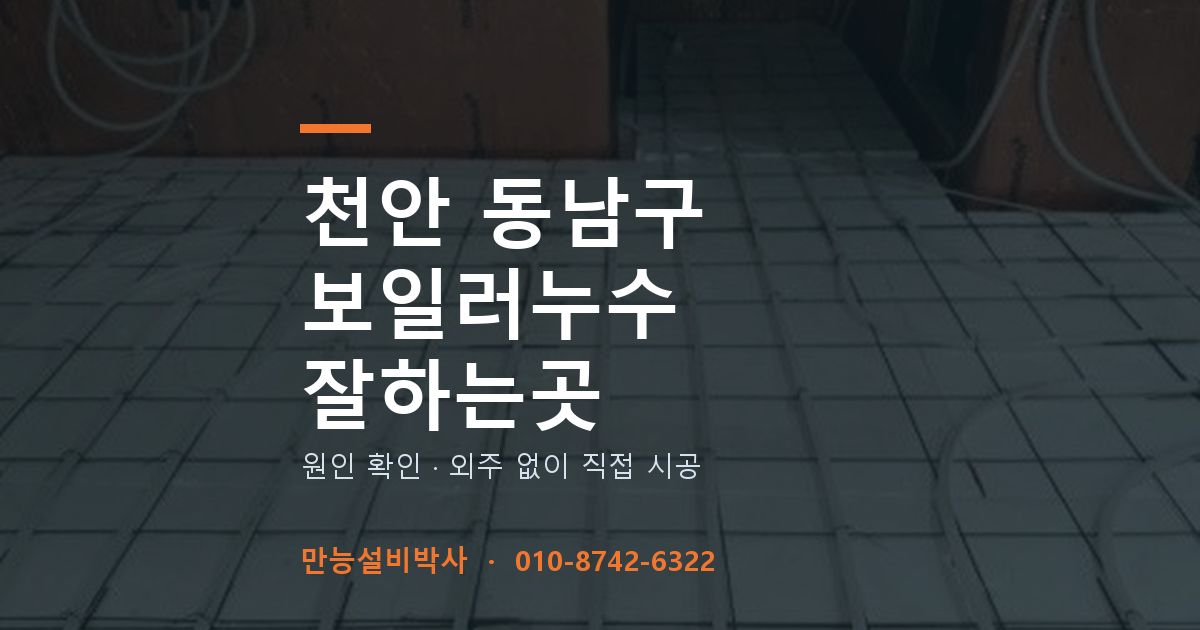 천안 동남구
보일러누수
잘하는곳
원인 확인 · 외주 없이 직접 시공
만능설비박사 · 010-8742-6322